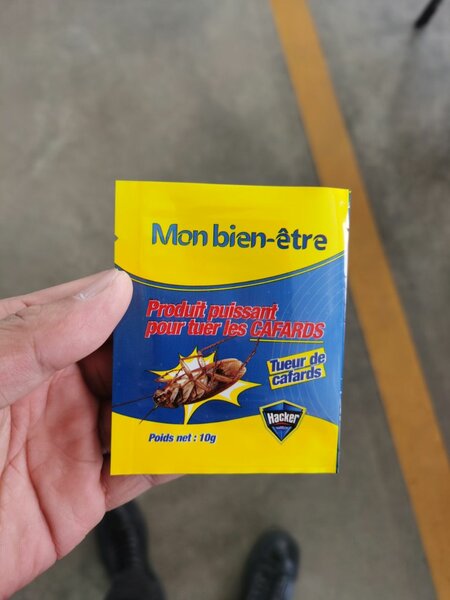 Mon bien-être
Produit puissant
pour tuer les CAFARDS
Tueur de
cafards
Hacker
Poids net : 10g